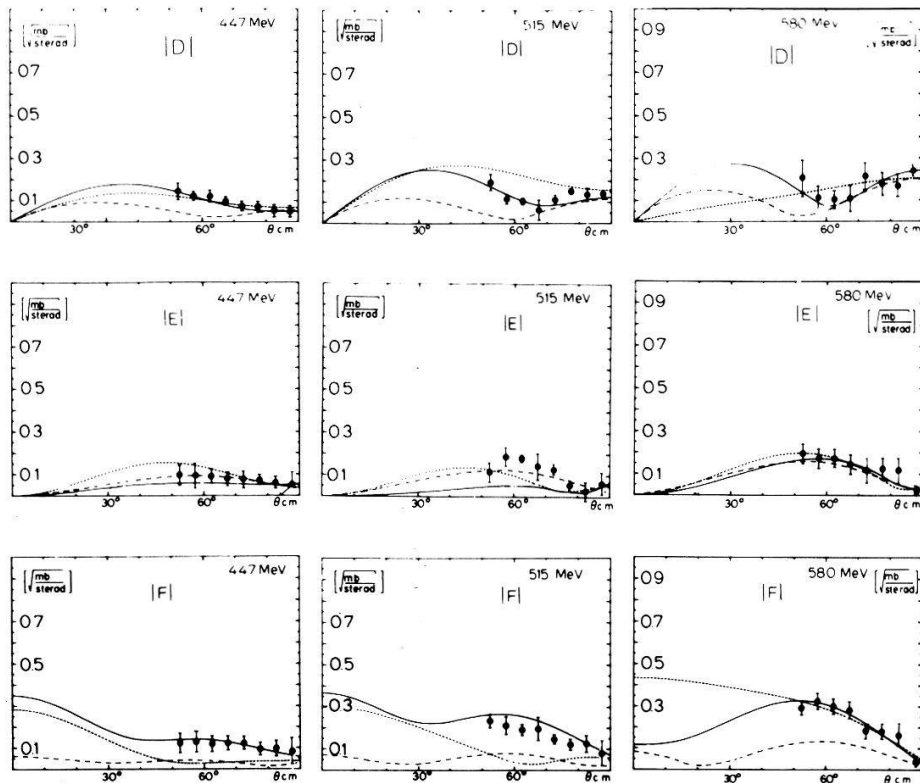 [√mb/sterad] 447 MeV
|D|
07
05
03
01
30° 60° θcm
[√mb/sterad] 515 MeV
|D|
07
05
03
01
30° 60° θcm
09 580 MeV [√mb/sterad]
|D|
07
05
03
01
30° 60° θcm
[√mb/sterad] 447 MeV
|E|
07
05
03
01
30° 60° θcm
[√mb/sterad] 515 MeV
|E|
07
05
03
01
30° 60° θcm
09 580 MeV
|E| [√mb/sterad]
07
05
03
01
30° 60° θcm
[√mb/sterad] 447 MeV
|F|
07
05
03
01
30° 60° θcm
[√mb/sterad] 515 MeV
|F|
07
05
03
01
30° 60° θcm
09 580 MeV [√mb/sterad]
|F|
07
05
03
01
30° 60° θcm